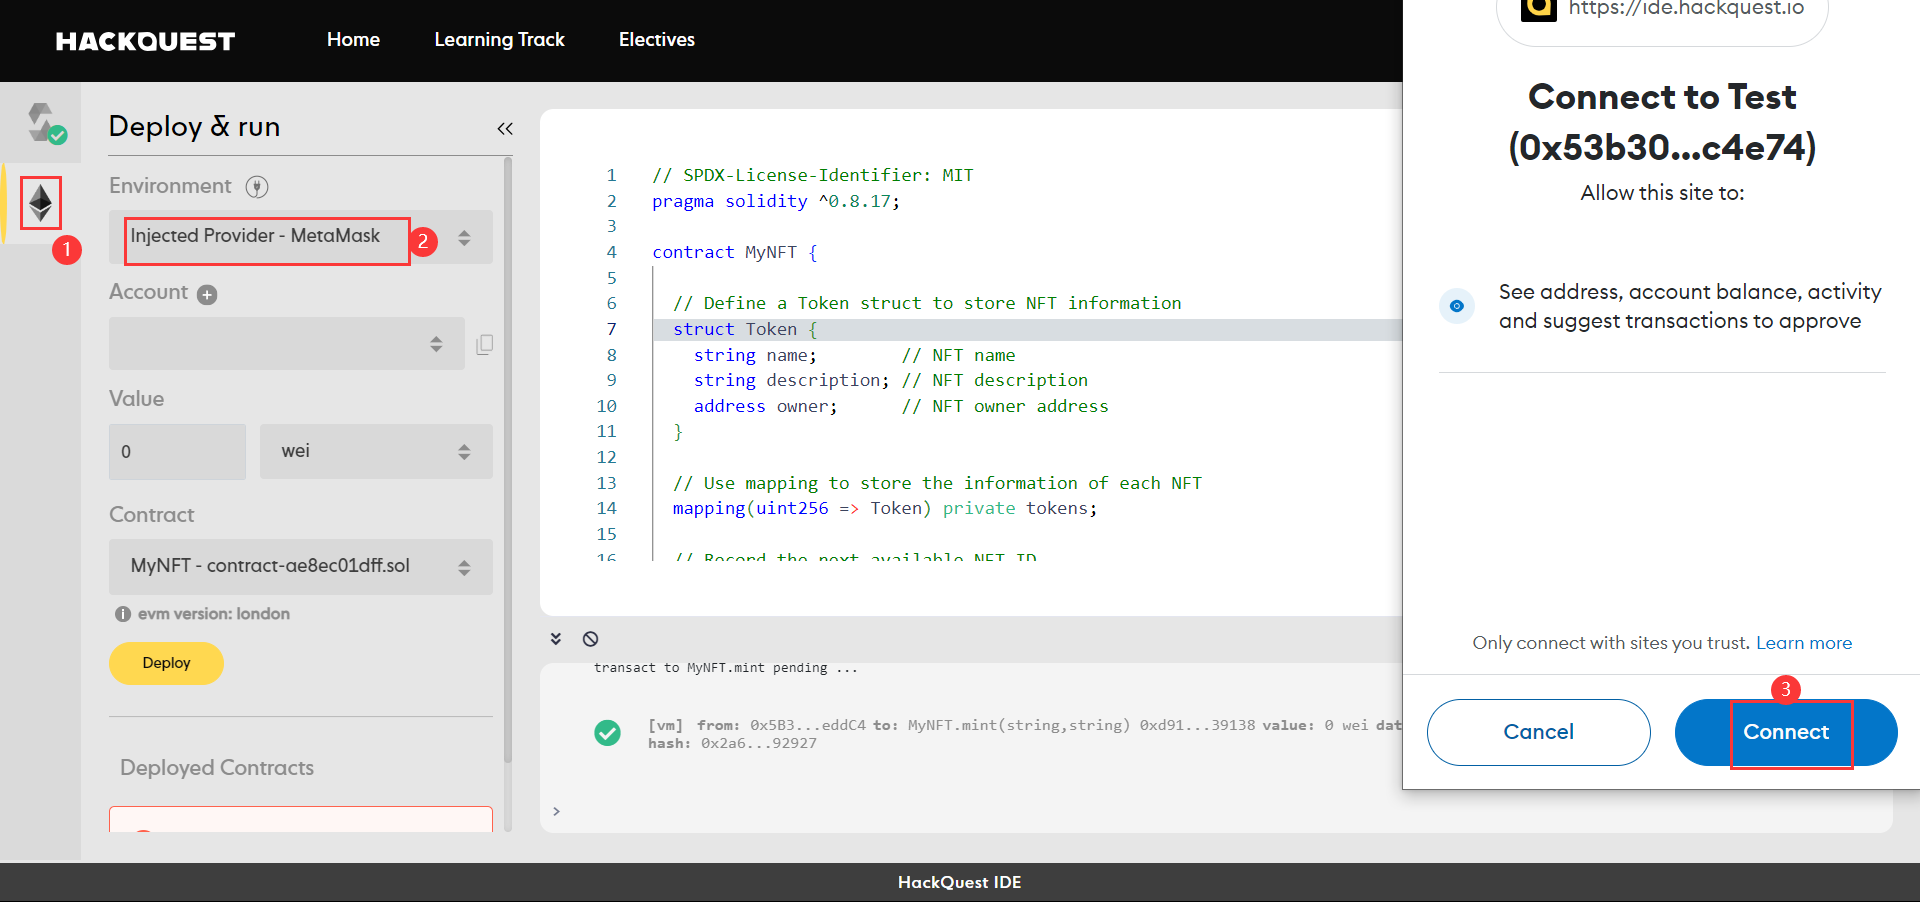 HACKQUEST
Home
Learning Track
Electives
Deploy & run
Environment
Injected Provider - MetaMask
1
2
Account
Value
0
wei
Contract
MyNFT - contract-ae8ec01dff.sol
evm version: london
Deploy
Deployed Contracts
1 // SPDX-License-Identifier: MIT
2 pragma solidity ^0.8.17;
3
4 contract MyNFT {
5
6 // Define a Token struct to store NFT information
7 struct Token {
8 string name; // NFT name
9 string description; // NFT description
10 address owner; // NFT owner address
11 }
12
13 // Use mapping to store the information of each NFT
14 mapping(uint256 => Token) private tokens;
15
16 // Record the next available NFT ID
transact to MyNFT.mint pending ...
[vm] from: 0x5B3...eddC4 to: MyNFT.mint(string,string) 0xd91...39138 value: 0 wei dat
hash: 0x2a6...92927
>
https://ide.hackquest.io
Connect to Test
(0x53b30...c4e74)
Allow this site to:
See address, account balance, activity
and suggest transactions to approve
Only connect with sites you trust. Learn more
3
Cancel
Connect
HackQuest IDE